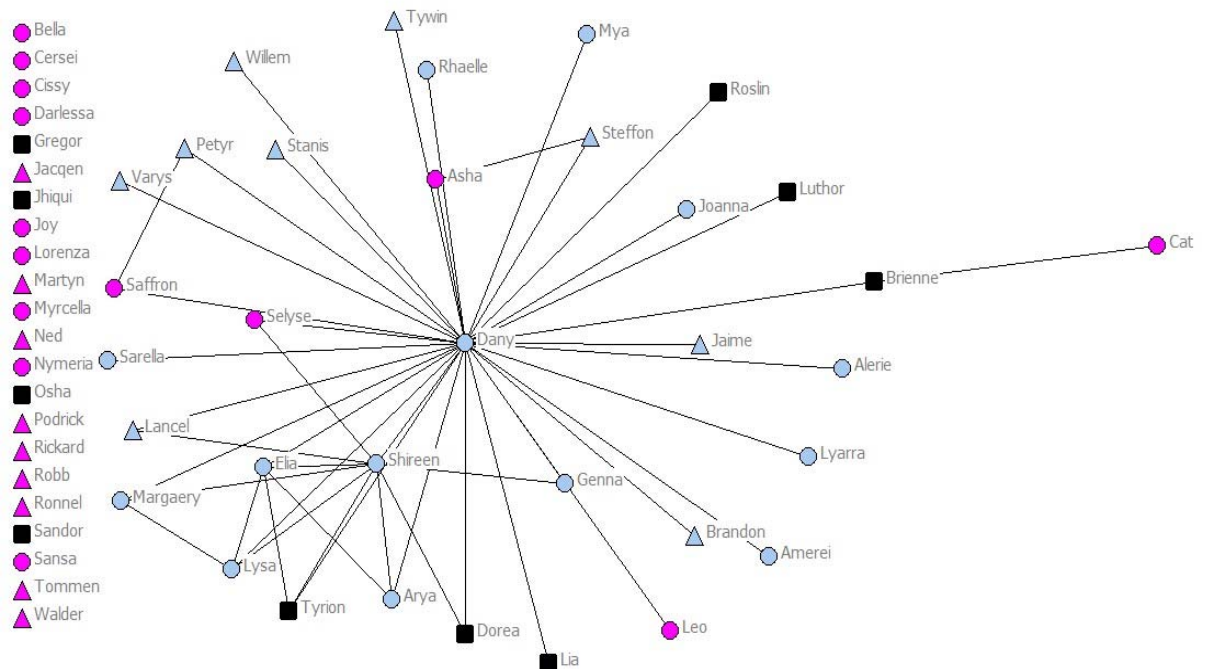 Bella
Cersei
Cissy
Darlessa
Gregor
Jacqen
Jhiqui
Joy
Lorenza
Martyn
Myrcella
Ned
Nymeria
Osha
Podrick
Rickard
Robb
Ronnel
Sandor
Sansa
Tommen
Walder
Tywin
Mya
Willem
Rhaelle
Roslin
Steffon
Petyr
Stanis
Asha
Varys
Luthor
Joanna
Cat
Brienne
Saffron
Selyse
Dany
Jaime
Sarella
Alerie
Lancel
Lyarra
Elia
Shireen
Genna
Margaery
Brandon
Amerei
Lysa
Arya
Tyrion
Dorea
Leo
Lia